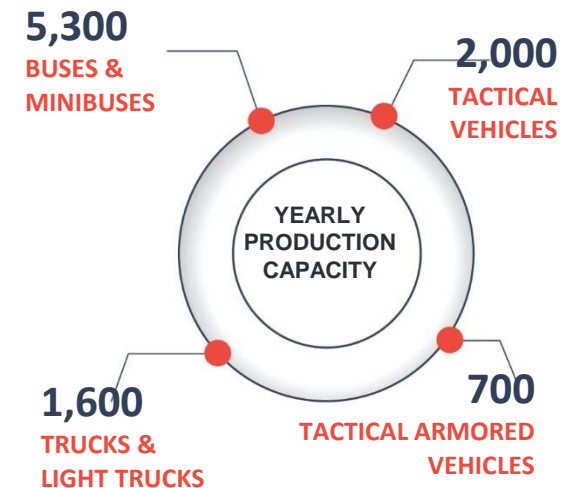 5,300
BUSES &
MINIBUSES
2,000
TACTICAL
VEHICLES
YEARLY
PRODUCTION
CAPACITY
1,600
TRUCKS &
LIGHT TRUCKS
700
TACTICAL ARMORED
VEHICLES